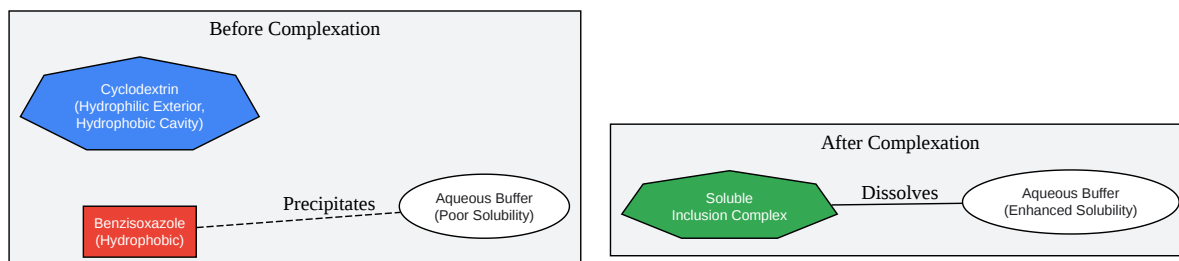 Before Complexation
Cyclodextrin
(Hydrophilic Exterior,
Hydrophobic Cavity)
Precipitates
Aqueous Buffer
(Poor Solubility)
Benzisoxazole
(Hydrophobic)
After Complexation
Soluble
Inclusion Complex
Dissolves
Aqueous Buffer
(Enhanced Solubility)